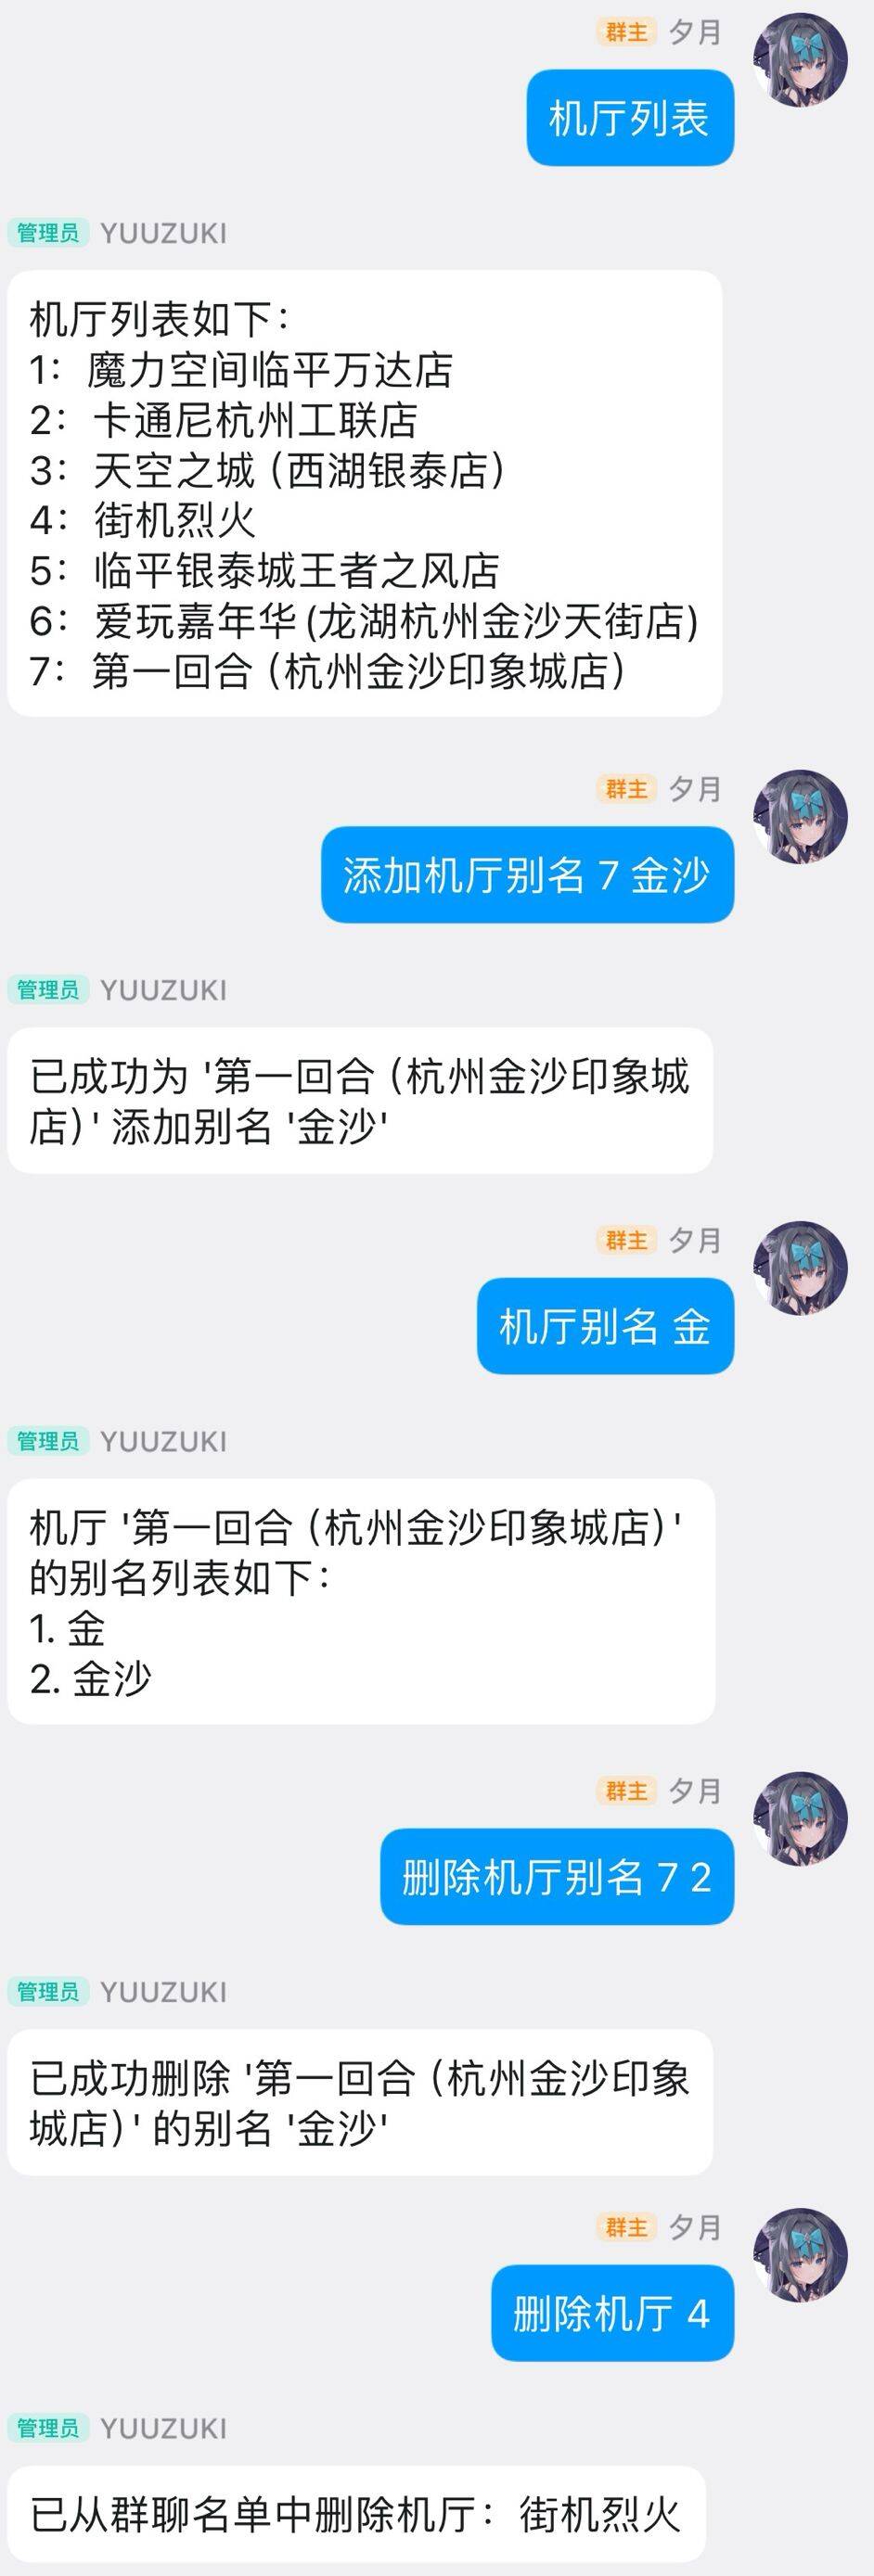 群主 夕月
机厅列表
管理员 YUUZUKI
机厅列表如下：
1：魔力空间临平万达店
2：卡通尼杭州工联店
3：天空之城（西湖银泰店）
4：街机烈火
5：临平银泰城王者之风店
6：爱玩嘉年华(龙湖杭州金沙天街店)
7：第一回合（杭州金沙印象城店）
群主 夕月
添加机厅别名 7 金沙
管理员 YUUZUKI
已成功为 '第一回合（杭州金沙印象城
店）' 添加别名 '金沙'
群主 夕月
机厅别名 金
管理员 YUUZUKI
机厅 '第一回合（杭州金沙印象城店）'
的别名列表如下：
1. 金
2. 金沙
群主 夕月
删除机厅别名 7 2
管理员 YUUZUKI
已成功删除 '第一回合（杭州金沙印象
城店）' 的别名 '金沙'
群主 夕月
删除机厅 4
管理员 YUUZUKI
已从群聊名单中删除机厅：街机烈火